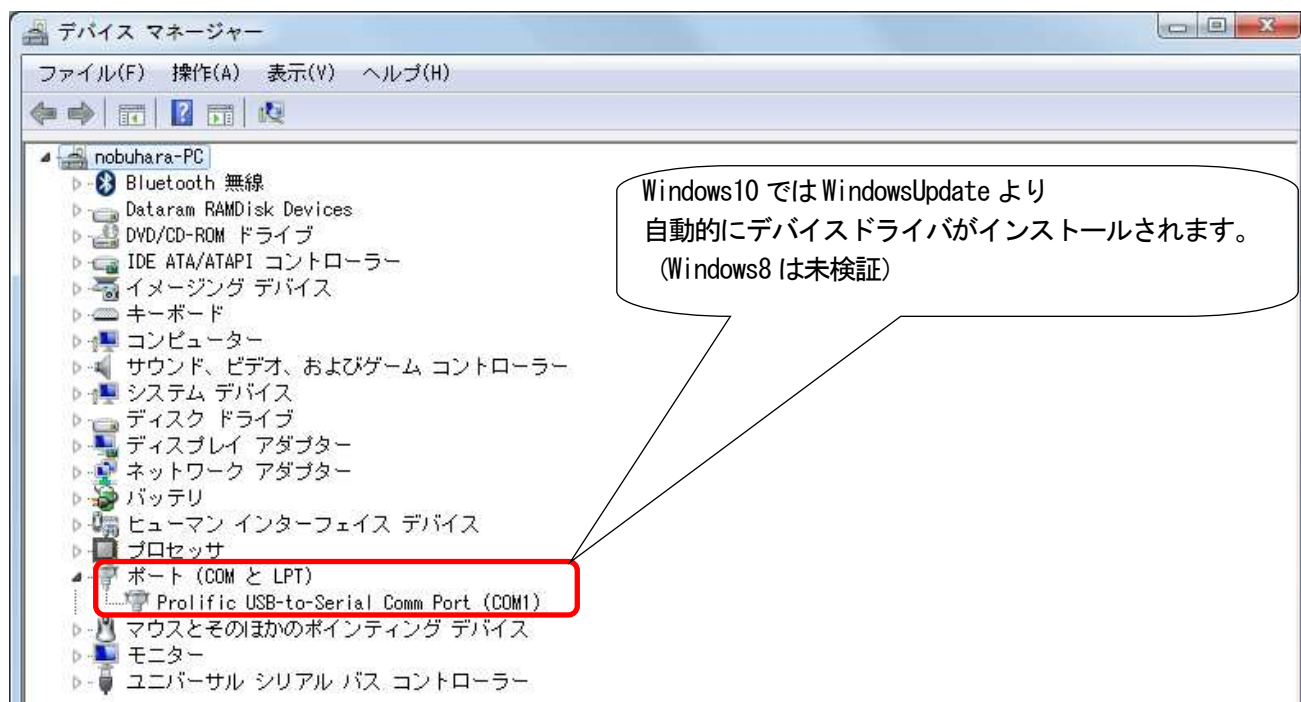 デバイス マネージャー
ファイル(F) 操作(A) 表示(V) ヘルプ(H)
nobuhara-PC
Bluetooth 無線
Dataram RAMDisk Devices
DVD/CD-ROM ドライブ
IDE ATA/ATAPI コントローラー
イメージング デバイス
キーボード
コンピューター
サウンド、ビデオ、およびゲーム コントローラー
システム デバイス
ディスク ドライブ
ディスプレイ アダプター
ネットワーク アダプター
バッテリ
ヒューマン インターフェイス デバイス
プロセッサ
ポート (COM と LPT)
Prolific USB-to-Serial Comm Port (COM1)
マウスとそのほかのポインティング デバイス
モニター
ユニバーサル シリアル バス コントローラー
Windows10 では WindowsUpdate より
自動的にデバイスドライバがインストールされます。
(Windows8 は未検証)